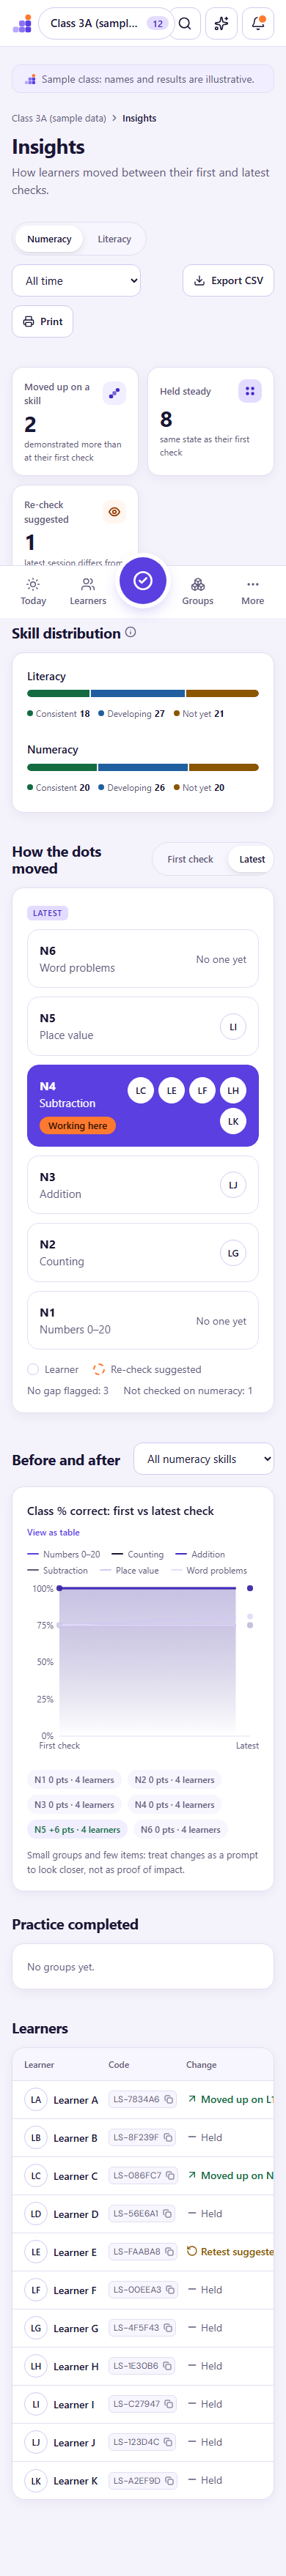 Class 3A (sampl... 12
Sample class: names and results are illustrative.
Class 3A (sample data) > Insights
Insights
How learners moved between their first and latest
checks.
Numeracy Literacy
All time Export CSV
Print
Moved up on a
skill
2
demonstrated more than
at their first check
Held steady
8
same state as their first
check
Re-check
suggested
1
Today Learners Groups More
Skill distribution
Literacy
Consistent 18 Developing 27 Not yet 21
Numeracy
Consistent 20 Developing 26 Not yet 20
How the dots
moved
First check Latest
LATEST
N6
Word problems
No one yet
N5
Place value
LI
N4
Subtraction
Working here
LC LE LF LH
LK
N3
Addition
LJ
N2
Counting
LG
N1
Numbers 0–20
No one yet
Learner Re-check suggested
No gap flagged: 3 Not checked on numeracy: 1
Before and after All numeracy skills
Class % correct: first vs latest check
View as table
Numbers 0–20 Counting Addition
Subtraction Place value Word problems
100%
75%
50%
25%
0%
First check Latest
N1 0 pts · 4 learners N2 0 pts · 4 learners
N3 0 pts · 4 learners N4 0 pts · 4 learners
N5 +6 pts · 4 learners N6 0 pts · 4 learners
Small groups and few items: treat changes as a prompt
to look closer, not as proof of impact.
Practice completed
No groups yet.
Learners
Learner Code Change
LA Learner A LS-7834A6 Moved up on L1
LB Learner B LS-8F239F Held
LC Learner C LS-086FC7 Moved up on N
LD Learner D LS-56E6A1 Held
LE Learner E LS-FAABA8 Retest suggeste
LF Learner F LS-00EEA3 Held
LG Learner G LS-4F5F43 Held
LH Learner H LS-1E30B6 Held
LI Learner I LS-C27947 Held
LJ Learner J LS-123D4C Held
LK Learner K LS-A2EF9D Held